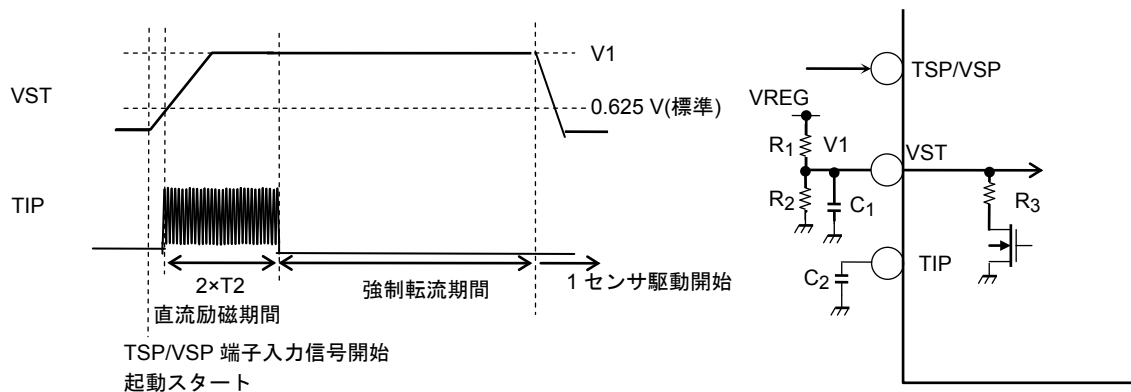 VST
V1
0.625 V(標準)
TIP
2×T2
直流励磁期間
強制転流期間
1 センサ駆動開始
TSP/VSP 端子入力信号開始
起動スタート
TSP/VSP
VREG
R1
V1
VST
R2
C1
R3
TIP
C2